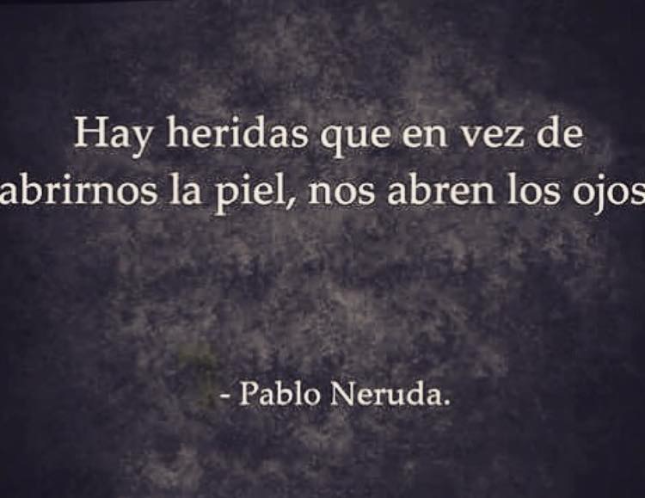 Hay heridas que en vez de
abrirnos la piel, nos abren los ojos
- Pablo Neruda.